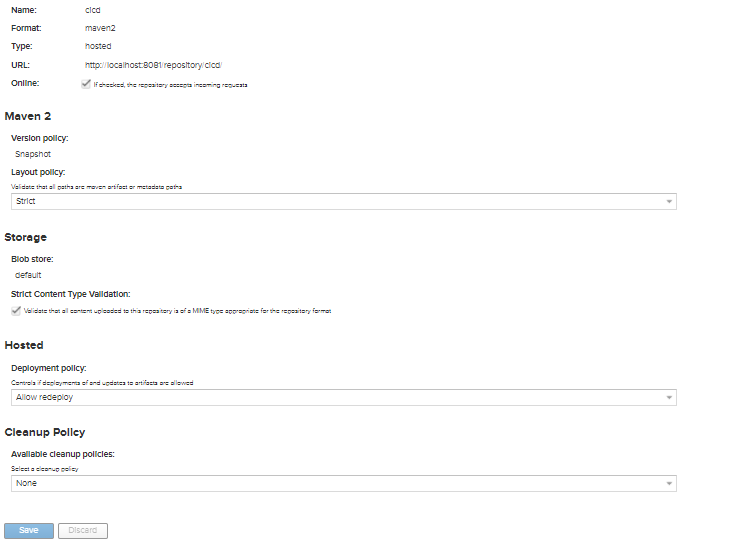 Name: cicd
Format: maven2
Type: hosted
URL: http://localhost:8081/repository/cicd/
Online: If checked, the repository accepts incoming requests
Maven 2
Version policy:
Snapshot
Layout policy:
Validate that all paths are maven artifact or metadata paths
Strict
Storage
Blob store:
default
Strict Content Type Validation:
Validate that all content uploaded to this repository is of a MIME type appropriate for the repository format
Hosted
Deployment policy:
Controls if deployments of and updates to artifacts are allowed
Allow redeploy
Cleanup Policy
Available cleanup policies:
Select a cleanup policy
None
Save Discard